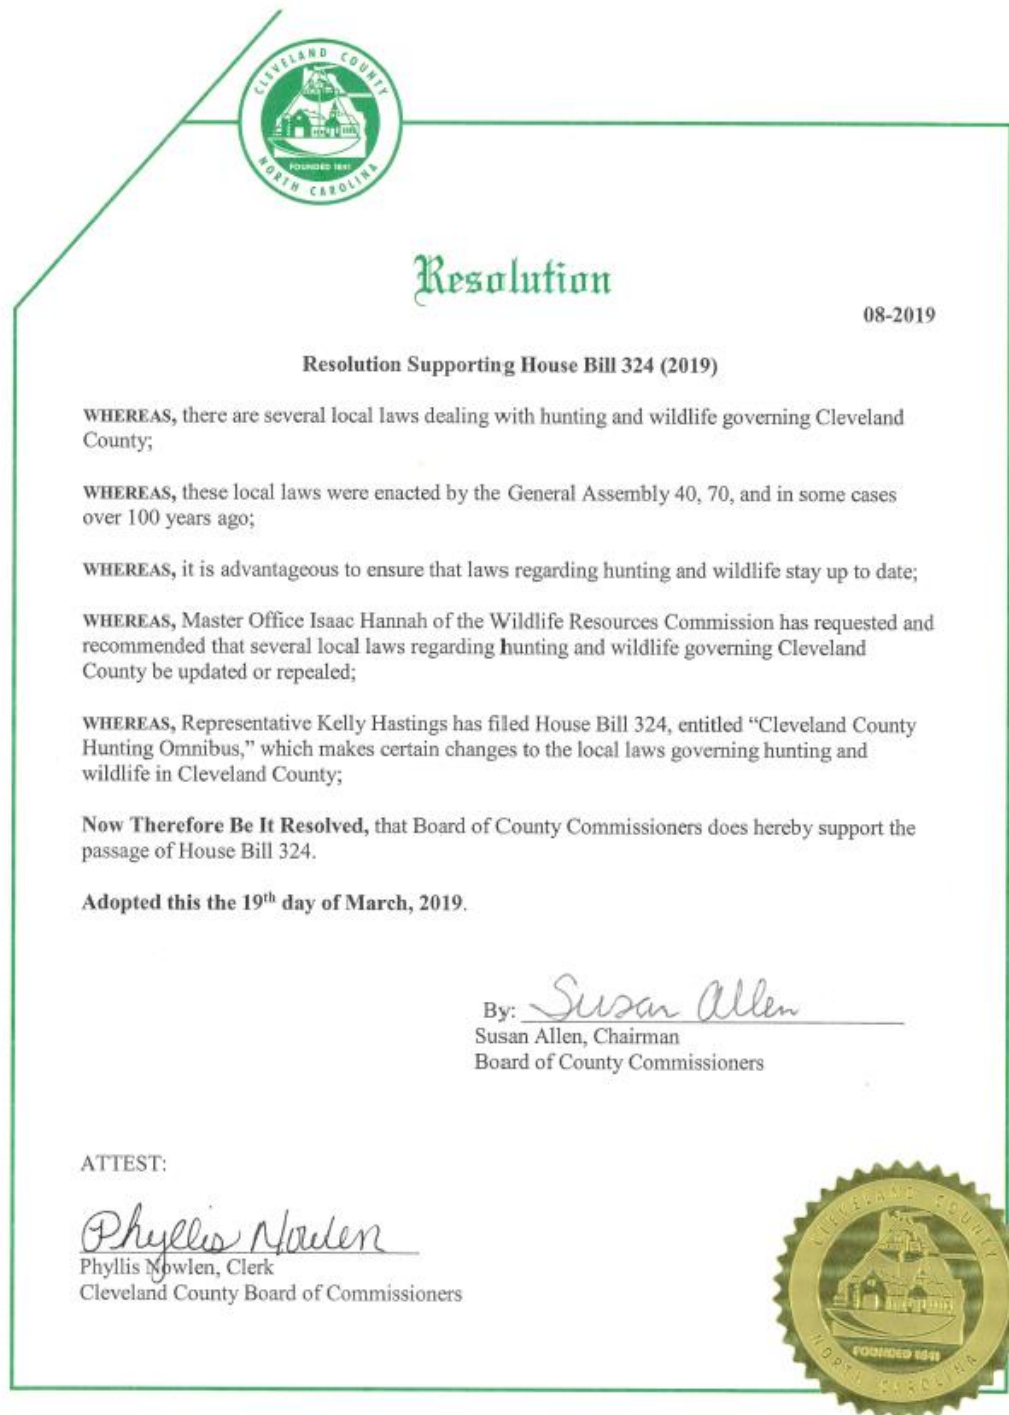 CLEVELAND COUNTY
FOUNDED 1841
NORTH CAROLINA
Resolution
08-2019
Resolution Supporting House Bill 324 (2019)
WHEREAS, there are several local laws dealing with hunting and wildlife governing Cleveland
County;
WHEREAS, these local laws were enacted by the General Assembly 40, 70, and in some cases
over 100 years ago;
WHEREAS, it is advantageous to ensure that laws regarding hunting and wildlife stay up to date;
WHEREAS, Master Office Isaac Hannah of the Wildlife Resources Commission has requested and
recommended that several local laws regarding hunting and wildlife governing Cleveland
County be updated or repealed;
WHEREAS, Representative Kelly Hastings has filed House Bill 324, entitled “Cleveland County
Hunting Omnibus,” which makes certain changes to the local laws governing hunting and
wildlife in Cleveland County;
Now Therefore Be It Resolved, that Board of County Commissioners does hereby support the
passage of House Bill 324.
Adopted this the 19th day of March, 2019.
By: Susan Allen
Susan Allen, Chairman
Board of County Commissioners
ATTEST:
Phyllis Nowlen
Phyllis Nowlen, Clerk
Cleveland County Board of Commissioners
CLEVELAND COUNTY
FOUNDED 1841
NORTH CAROLINA